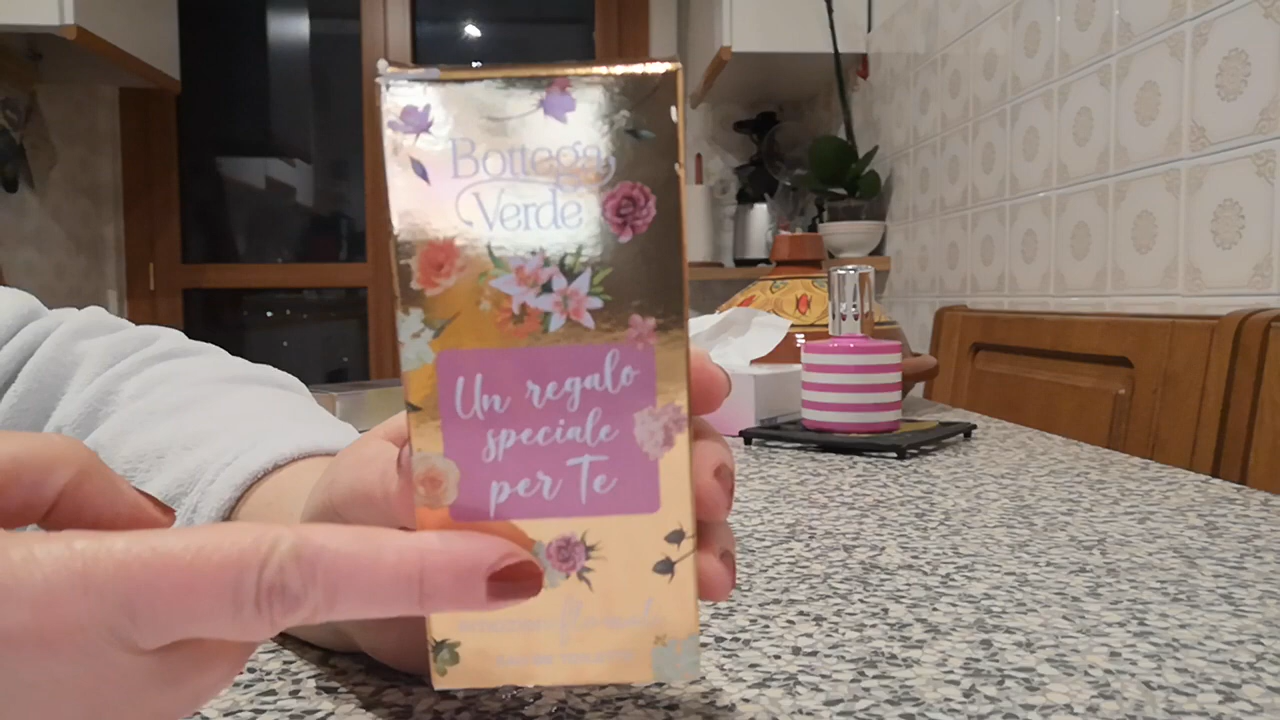 Bottega
Verde
Un regalo
speciale
per Te